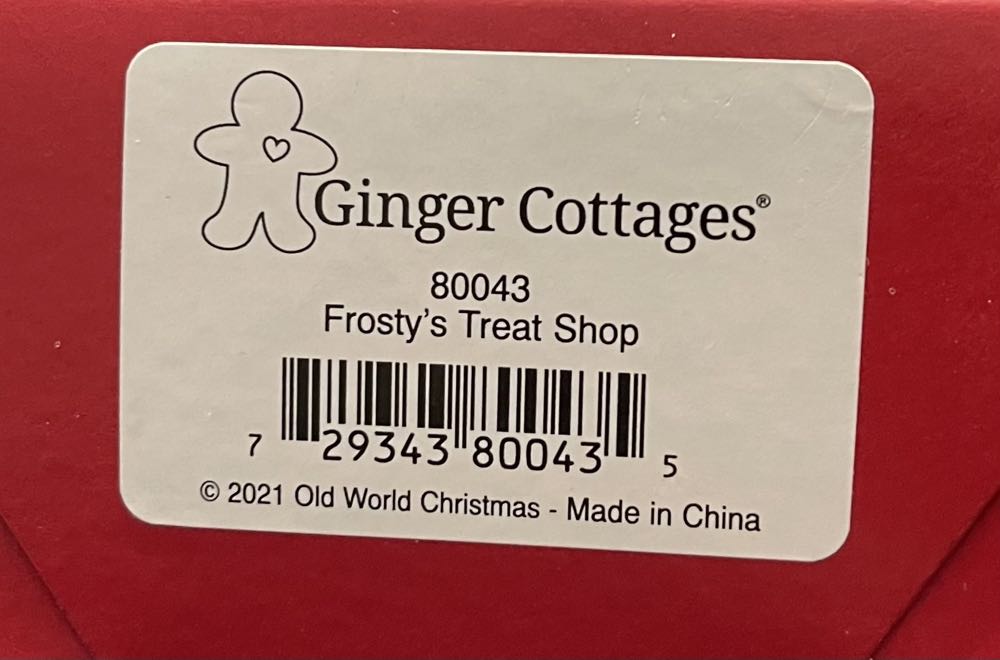 Ginger Cottages®
80043
Frosty's Treat Shop
7 29343 80043 5
© 2021 Old World Christmas - Made in China